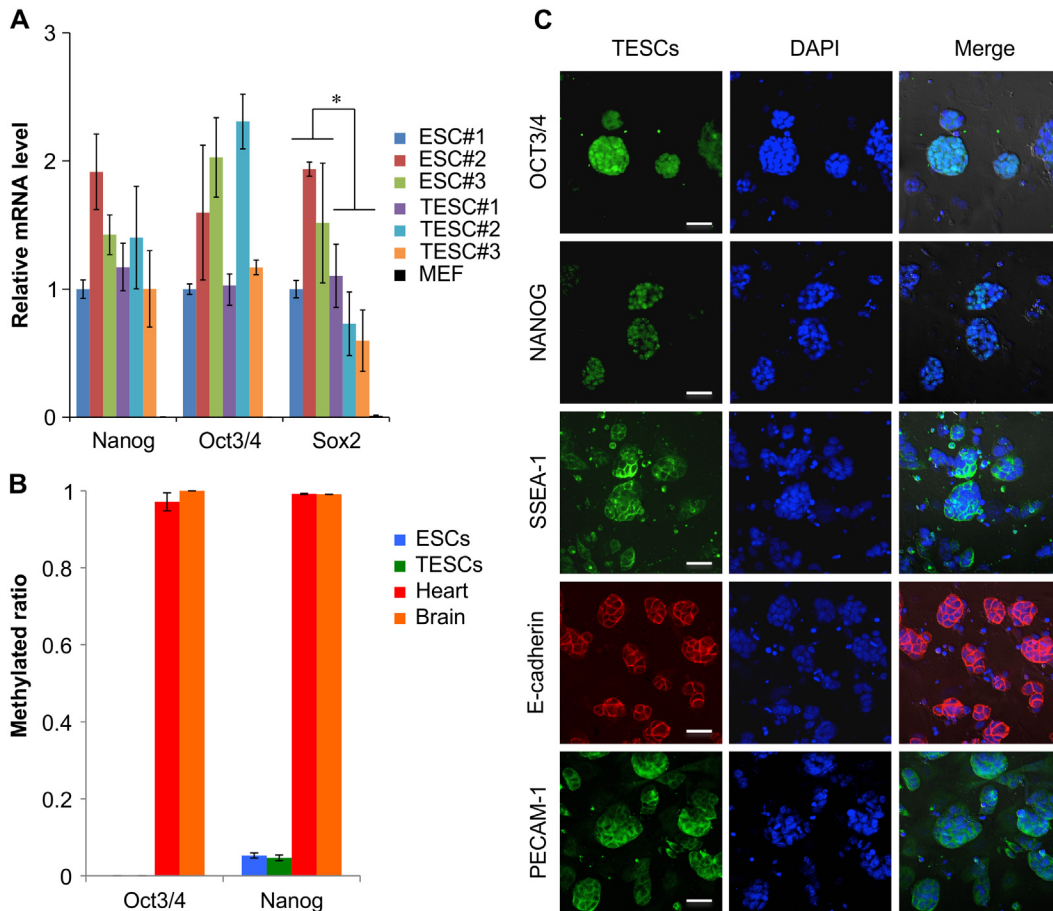 A
Relative mRNA level
3
2
1
0
*
ESC#1
ESC#2
ESC#3
TESC#1
TESC#2
TESC#3
MEF
Nanog
Oct3/4
Sox2
B
Methylated ratio
1
0.8
0.6
0.4
0.2
0
ESCs
TESCs
Heart
Brain
Oct3/4
Nanog
C
TESCs
DAPI
Merge
OCT3/4
NANOG
SSEA-1
E-cadherin
PECAM-1